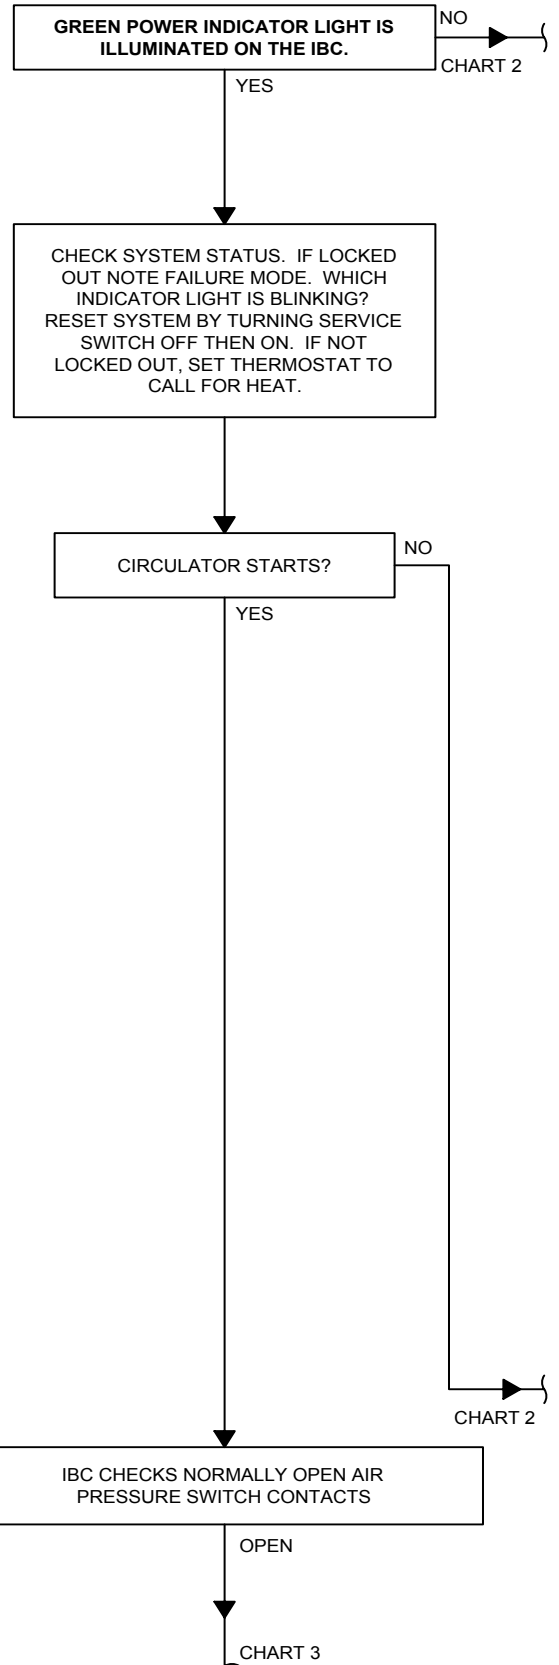 GREEN POWER INDICATOR LIGHT IS
ILLUMINATED ON THE IBC.
NO
CHART 2
YES
CHECK SYSTEM STATUS. IF LOCKED
OUT NOTE FAILURE MODE. WHICH
INDICATOR LIGHT IS BLINKING?
RESET SYSTEM BY TURNING SERVICE
SWITCH OFF THEN ON. IF NOT
LOCKED OUT, SET THERMOSTAT TO
CALL FOR HEAT.
CIRCULATOR STARTS?
NO
YES
CHART 2
IBC CHECKS NORMALLY OPEN AIR
PRESSURE SWITCH CONTACTS
OPEN
CHART 3